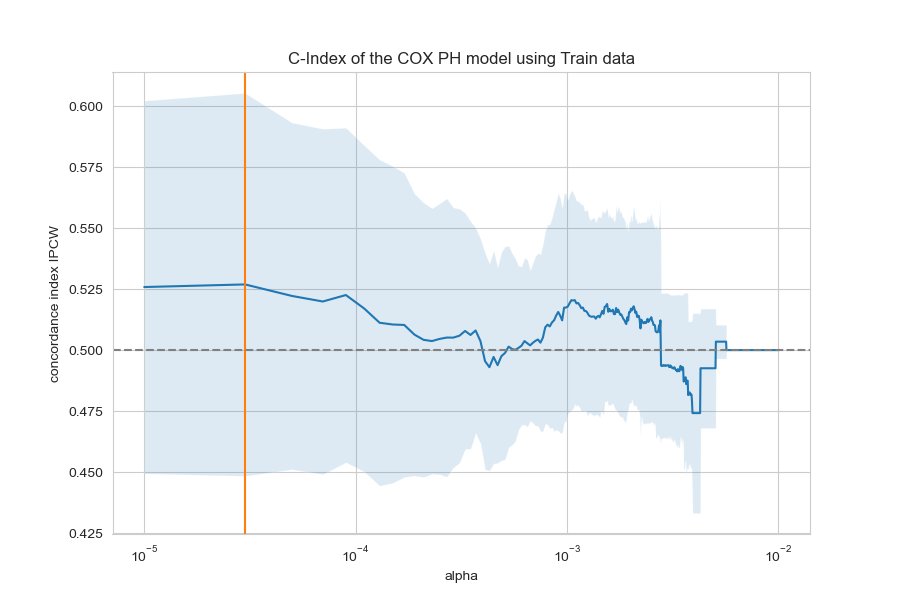 C-Index of the COX PH model using Train data
concordance index IPCW
0.600
0.575
0.550
0.525
0.500
0.475
0.450
0.425
10⁻⁵ 10⁻⁴ 10⁻³ 10⁻²
alpha